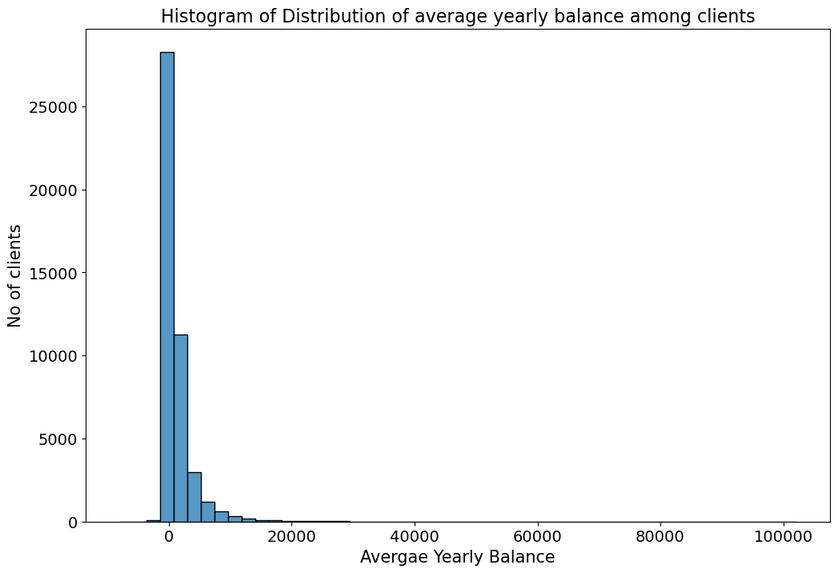 Histogram of Distribution of average yearly balance among clients
No of clients
25000
20000
15000
10000
5000
0
0 20000 40000 60000 80000 100000
Avergae Yearly Balance